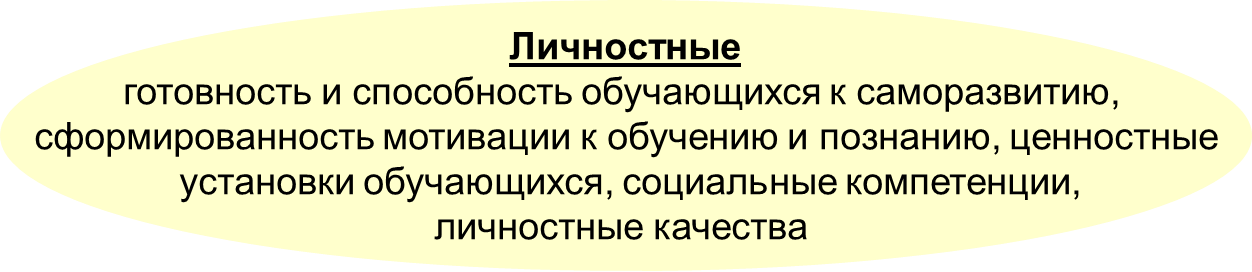 Личностные
готовность и способность обучающихся к саморазвитию,
сформированность мотивации к обучению и познанию, ценностные
установки обучающихся, социальные компетенции,
личностные качества